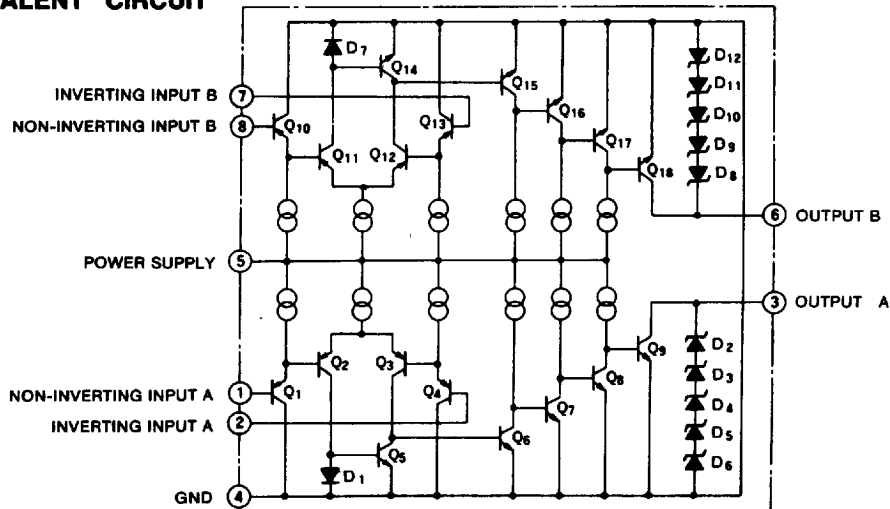 ALENT CIRCUIT
D7
Q14
D12
Q15
D11
INVERTING INPUT B 7
Q16
D10
NON-INVERTING INPUT B 8
Q10
Q13
Q17
D9
Q11
Q12
Q18
D8
6 OUTPUT B
POWER SUPPLY 5
3 OUTPUT A
D2
Q9
Q2
Q3
D3
Q8
NON-INVERTING INPUT A 1
Q1
Q4
D4
Q7
INVERTING INPUT A 2
D5
Q6
Q5
D6
D1
GND 4